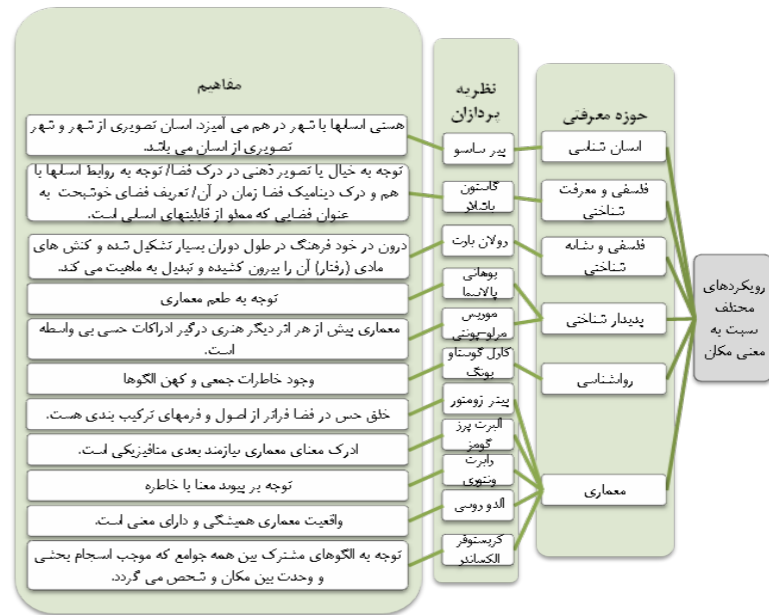 حوزه معرفتی
نظریه
پردازان
مفاهیم
رویکردهای
مختلف
نسبت به
معنی مکان
انسان شناسی
پیر سانسو
هستی انسانها با شهر در هم می آمیزد. انسان تصویری از شهر و شهر
تصویری از انسان می باشد.
فلسفی و معرفت
شناختی
گاستون
باشلار
توجه به خیال یا تصویر ذهنی در درک فضا/ توجه به روابط انسانها با
هم و درک دینامیک فضا زمان در آن/ تعریف فضای خوشبخت به
عنوان فضایی که مملو از قابلیتهای انسانی است.
فلسفی و نشانه
شناختی
رولان بارت
درون در خود فرهنگ در طول دوران بسیار تشکیل شده و کنش های
مادی (رفتار) آن را بیرون کشیده و تبدیل به ماهیت می کند.
پدیدار شناختی
یوهانی
پالاسما
توجه به طعم معماری
موریس
مرلو-پونتی
معماری پیش از هر اثر دیگر هنری درگیر ادراکات حسی بی واسطه
است.
روانشناسی
کارل گوستاو
یونگ
وجود خاطرات جمعی و کهن الگوها
معماری
پیتر زومتور
خلق حس در فضا فراتر از اصول و فرمهای ترکیب بندی هست.
آلبرت پرز
گومز
ادرک معنای معماری نیازمند بعدی متافیزیکی است.
رابرت
ونتوری
توجه بر پیوند معنا با خاطره
آلدو روسی
واقعیت معماری همیشگی و دارای معنی است.
کریستوفر
الکساندر
توجه به الگوهای مشترک بین همه جوامع که موجب انسجام بخشی
و وحدت بین مکان و شخص می گردد.